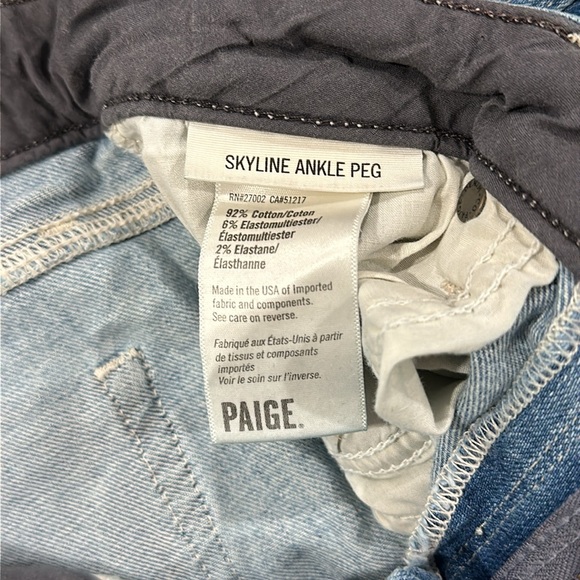 SKYLINE ANKLE PEG
RN#27002 CA#51217
92% Cotton/Coton
6% Elastomultiester/
Élastomultiester
2% Elastane/
Élasthanne
Made in the USA of Imported
fabric and components.
See care on reverse.
Fabriqué aux États-Unis à partir
de tissu et composants
importés
Voir le soin sur l'inverse.
PAIGE®